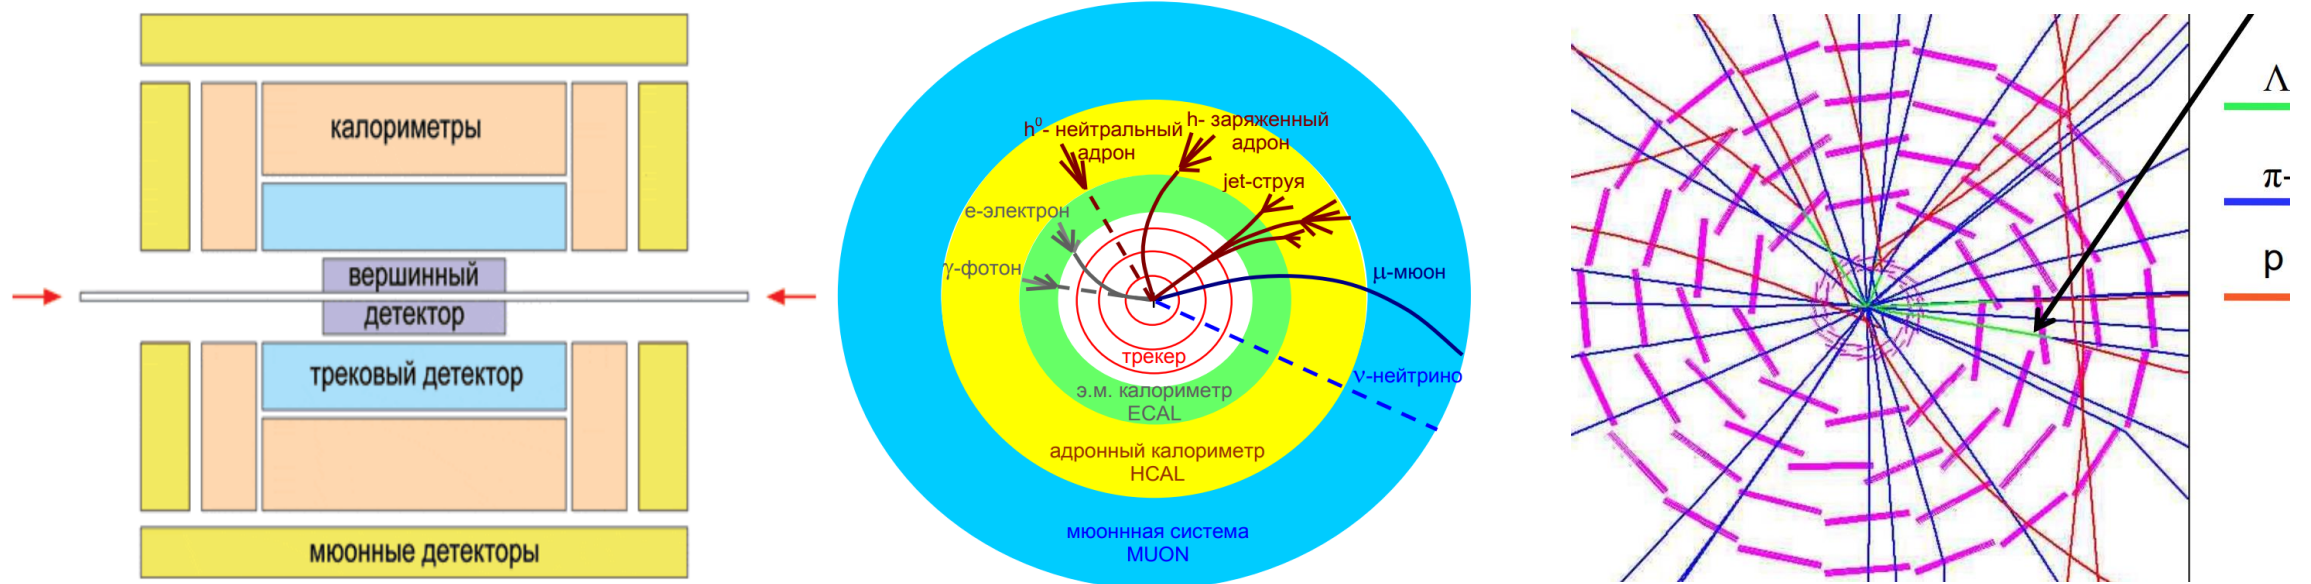 калориметры
вершинный
детектор
трековый детектор
мюонные детекторы
h⁰- нейтральный
адрон
h- заряженный
адрон
jet-струя
е-электрон
γ-фотон
μ-мюон
трекер
ν-нейтрино
э.м. калориметр
ECAL
адронный калориметр
HCAL
мюоннная система
MUON
Λ
π-
p